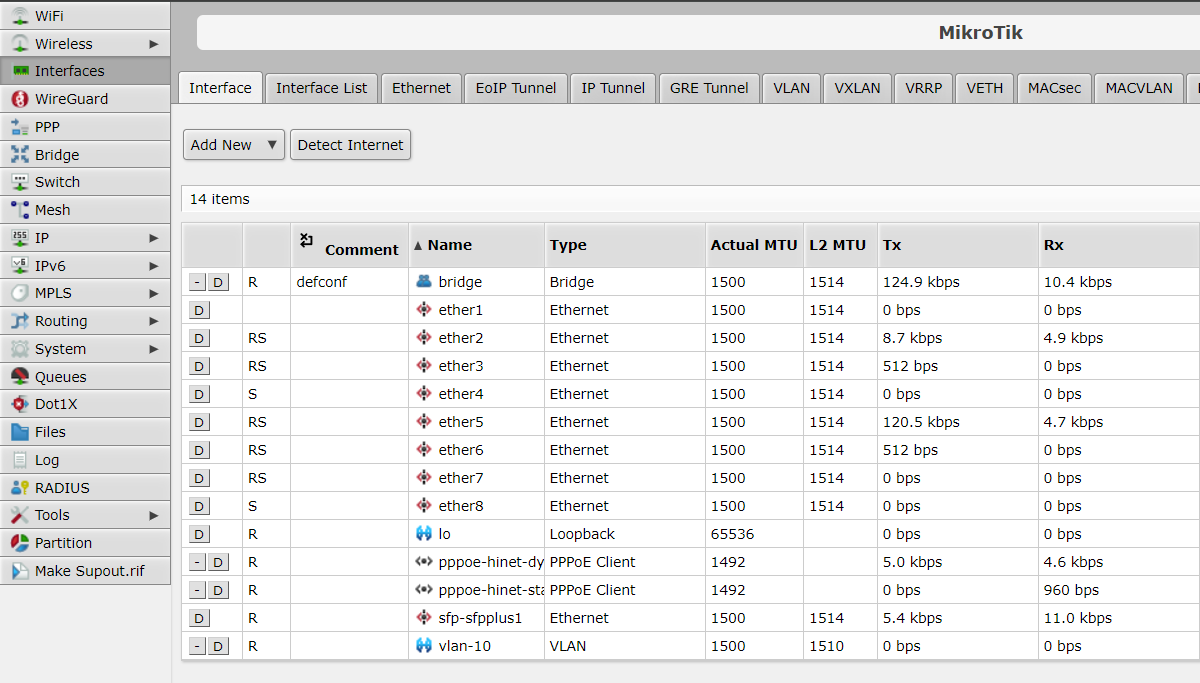 WiFi
Wireless
Interfaces
WireGuard
PPP
Bridge
Switch
Mesh
IP
IPv6
MPLS
Routing
System
Queues
Dot1X
Files
Log
RADIUS
Tools
Partition
Make Supout.rif
MikroTik
Interface Interface List Ethernet EoIP Tunnel IP Tunnel GRE Tunnel VLAN VXLAN VRRP VETH MACsec MACVLAN
Add New ▼ Detect Internet
14 items
Comment ▲ Name Type Actual MTU L2 MTU Tx Rx
- D R defconf bridge Bridge 1500 1514 124.9 kbps 10.4 kbps
D ether1 Ethernet 1500 1514 0 bps 0 bps
D RS ether2 Ethernet 1500 1514 8.7 kbps 4.9 kbps
D RS ether3 Ethernet 1500 1514 512 bps 0 bps
D S ether4 Ethernet 1500 1514 0 bps 0 bps
D RS ether5 Ethernet 1500 1514 120.5 kbps 4.7 kbps
D RS ether6 Ethernet 1500 1514 512 bps 0 bps
D RS ether7 Ethernet 1500 1514 0 bps 0 bps
D S ether8 Ethernet 1500 1514 0 bps 0 bps
D R lo Loopback 65536 0 bps 0 bps
- D R pppoe-hinet-dy PPPoE Client 1492 5.0 kbps 4.6 kbps
- D R pppoe-hinet-sta PPPoE Client 1492 0 bps 960 bps
D R sfp-sfpplus1 Ethernet 1500 1514 5.4 kbps 11.0 kbps
- D R vlan-10 VLAN 1500 1510 0 bps 0 bps